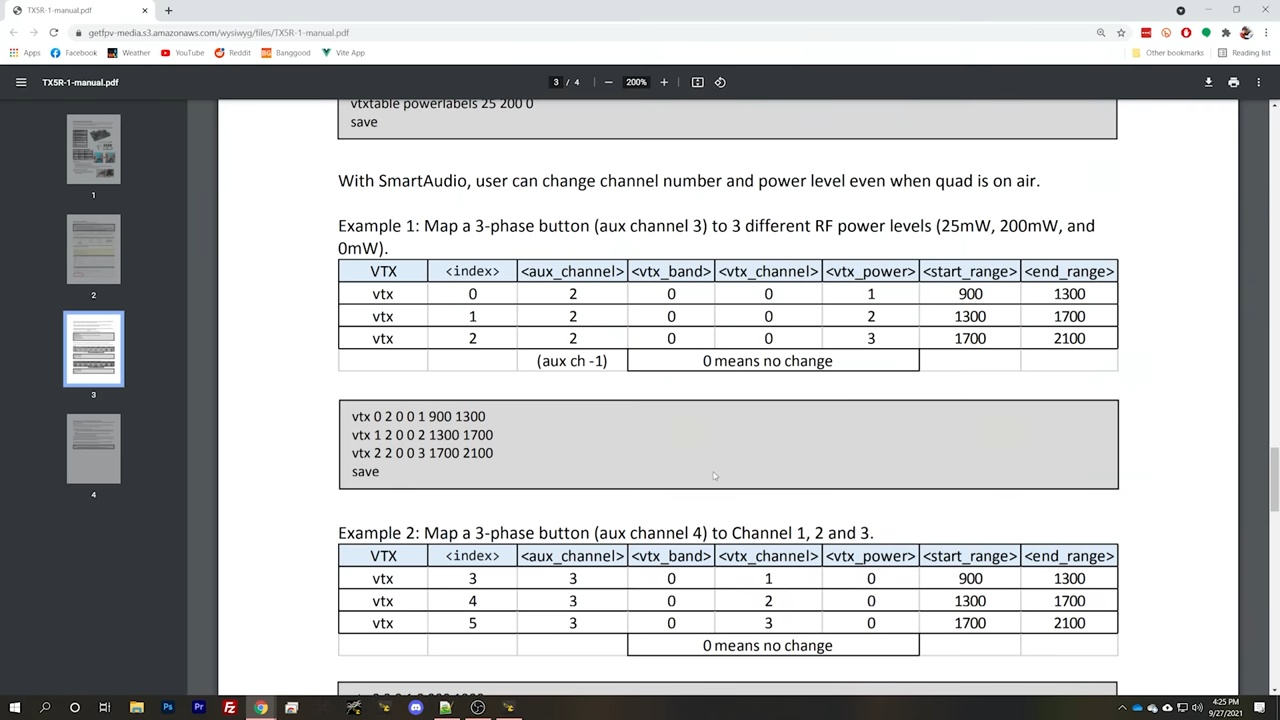 TX5R-1-manual.pdf
getfpv-media.s3.amazonaws.com/wysiwyg/files/TX5R-1-manual.pdf
Apps Facebook Weather YouTube Reddit Banggood Vite App Other bookmarks Reading list
TX5R-1-manual.pdf 3 / 4 200%
vtxtable powerlabels 25 200 0
save
With SmartAudio, user can change channel number and power level even when quad is on air.
Example 1: Map a 3-phase button (aux channel 3) to 3 different RF power levels (25mW, 200mW, and
0mW).
VTX <index> <aux_channel> <vtx_band> <vtx_channel> <vtx_power> <start_range> <end_range>
vtx 0 2 0 0 1 900 1300
vtx 1 2 0 0 2 1300 1700
vtx 2 2 0 0 3 1700 2100
(aux ch -1) 0 means no change
vtx 0 2 0 0 1 900 1300
vtx 1 2 0 0 2 1300 1700
vtx 2 2 0 0 3 1700 2100
save
Example 2: Map a 3-phase button (aux channel 4) to Channel 1, 2 and 3.
VTX <index> <aux_channel> <vtx_band> <vtx_channel> <vtx_power> <start_range> <end_range>
vtx 3 3 0 1 0 900 1300
vtx 4 3 0 2 0 1300 1700
vtx 5 3 0 3 0 1700 2100
0 means no change
1
2
3
4
4:25 PM
9/27/2021